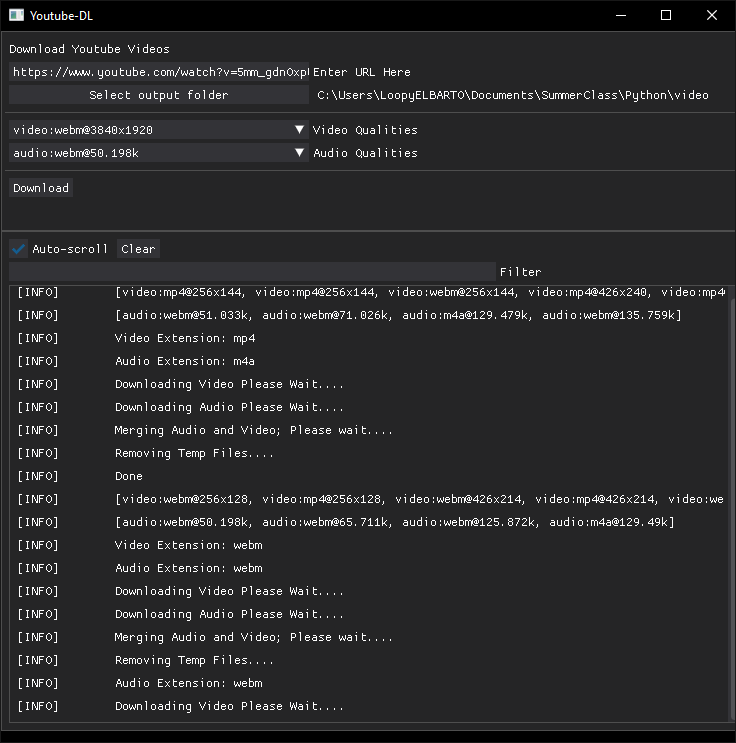 Youtube-DL
Download Youtube Videos
https://www.youtube.com/watch?v=5mm_gdnOxp Enter URL Here
Select output folder C:\Users\LoopyELBARTO\Documents\SummerClass\Python\video
video:webm@3840x1920 Video Qualities
audio:webm@50.198k Audio Qualities
Download
Auto-scroll Clear
Filter
[INFO] [video:mp4@256x144, video:mp4@256x144, video:webm@256x144, video:mp4@426x240, video:mp4
[INFO] [audio:webm@51.033k, audio:webm@71.026k, audio:m4a@129.479k, audio:webm@135.759k]
[INFO] Video Extension: mp4
[INFO] Audio Extension: m4a
[INFO] Downloading Video Please Wait....
[INFO] Downloading Audio Please Wait....
[INFO] Merging Audio and Video; Please wait....
[INFO] Removing Temp Files....
[INFO] Done
[INFO] [video:webm@256x128, video:mp4@256x128, video:webm@426x214, video:mp4@426x214, video:we
[INFO] [audio:webm@50.198k, audio:webm@65.711k, audio:webm@125.872k, audio:m4a@129.49k]
[INFO] Video Extension: webm
[INFO] Audio Extension: webm
[INFO] Downloading Video Please Wait....
[INFO] Downloading Audio Please Wait....
[INFO] Merging Audio and Video; Please wait....
[INFO] Removing Temp Files....
[INFO] Audio Extension: webm
[INFO] Downloading Video Please Wait....